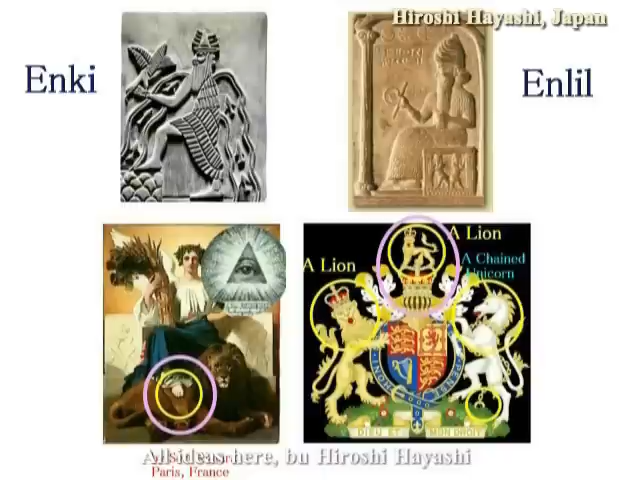 Hiroshi Hayashi, Japan
Enki
Enlil
A Lion
A Chained
Unicorn
A Lion
DIEU ET MON DROIT
All ideas here, bu Hiroshi Hayashi
Paris, France